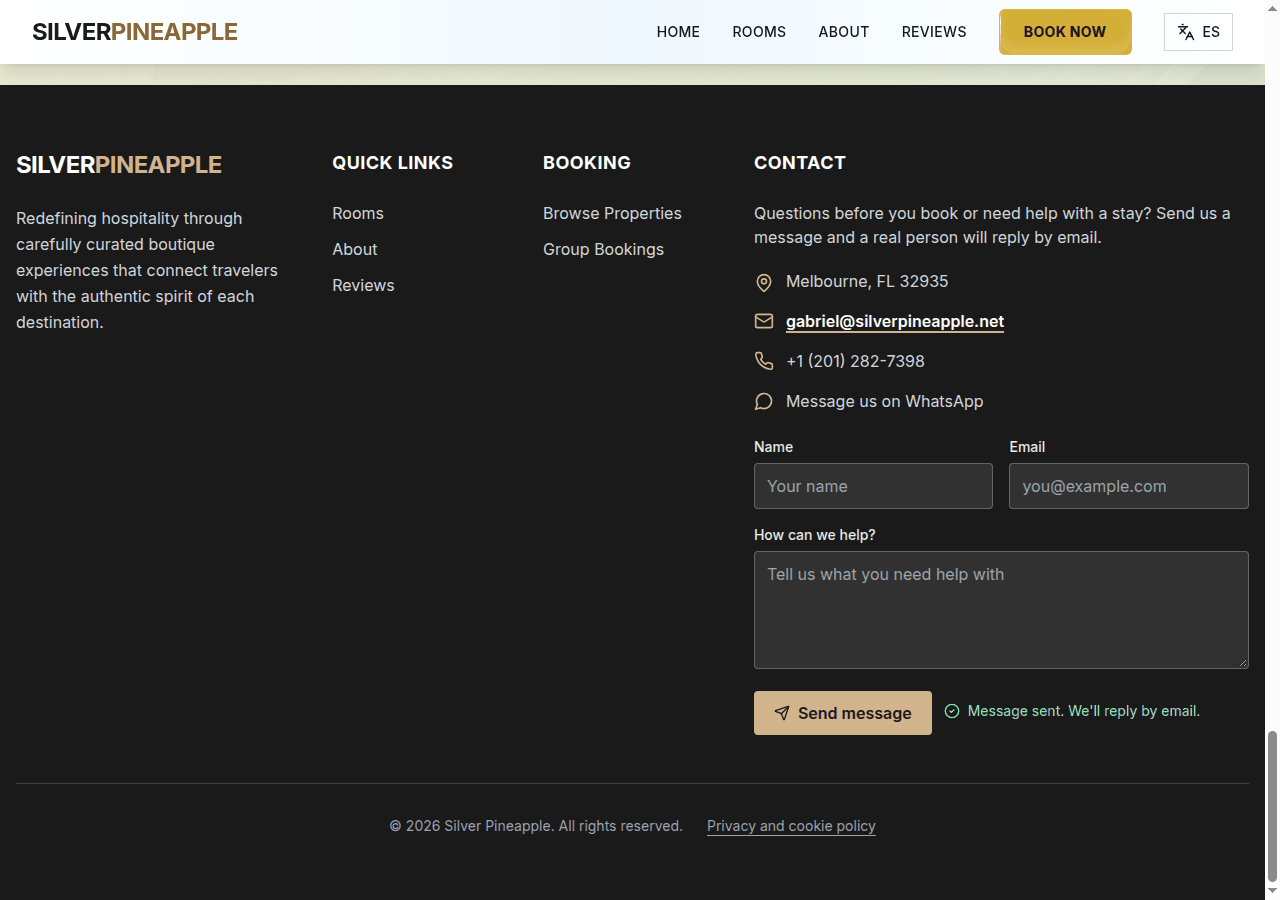 SILVERPINEAPPLE
HOME
ROOMS
ABOUT
REVIEWS
BOOK NOW
ES
SILVERPINEAPPLE
Redefining hospitality through
carefully curated boutique
experiences that connect travelers
with the authentic spirit of each
destination.
QUICK LINKS
Rooms
About
Reviews
BOOKING
Browse Properties
Group Bookings
CONTACT
Questions before you book or need help with a stay? Send us a
message and a real person will reply by email.
Melbourne, FL 32935
gabriel@silverpineapple.net
+1 (201) 282-7398
Message us on WhatsApp
Name
Your name
Email
you@example.com
How can we help?
Tell us what you need help with
Send message
Message sent. We'll reply by email.
© 2026 Silver Pineapple. All rights reserved.
Privacy and cookie policy